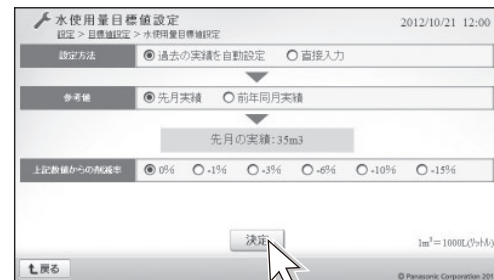 水使用量目標値設定
2012/10/21 12:00
設定 > 目標値設定 > 水使用量目標値設定
設定方法
過去の実績を自動設定 直接入力
参考値
先月実績 前年同月実績
先月の実績:35m3
上記数値からの削減率
0% -1% -3% -6% -10% -15%
決定
1m³=1000L(リットル)
戻る
© Panasonic Corporation 201